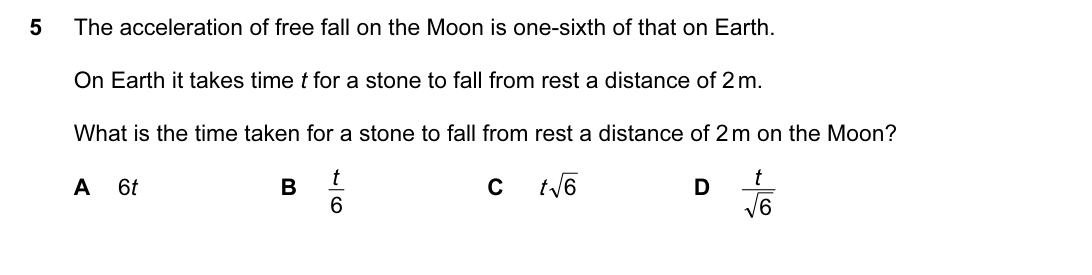 5 The acceleration of free fall on the Moon is one-sixth of that on Earth.
On Earth it takes time t for a stone to fall from rest a distance of 2 m.
What is the time taken for a stone to fall from rest a distance of 2 m on the Moon?
A 6t B t/6 C t√6 D t/√6